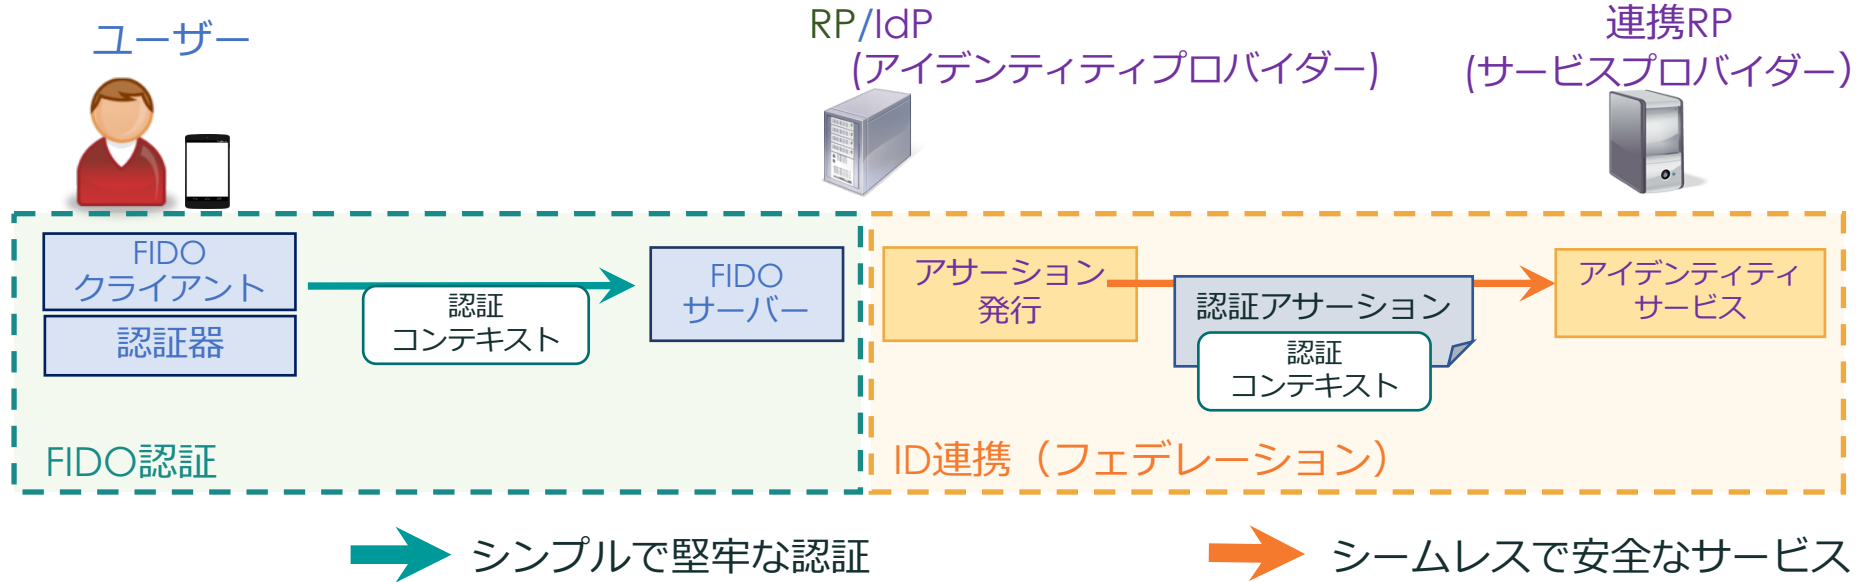 ユーザー
RP/IdP
(アイデンティティプロバイダー)
連携RP
(サービスプロバイダー）
FIDO
クライアント
認証器
認証
コンテキスト
FIDO
サーバー
アサーション
発行
認証アサーション
認証
コンテキスト
アイデンティティ
サービス
FIDO認証
ID連携（フェデレーション）
シンプルで堅牢な認証
シームレスで安全なサービス